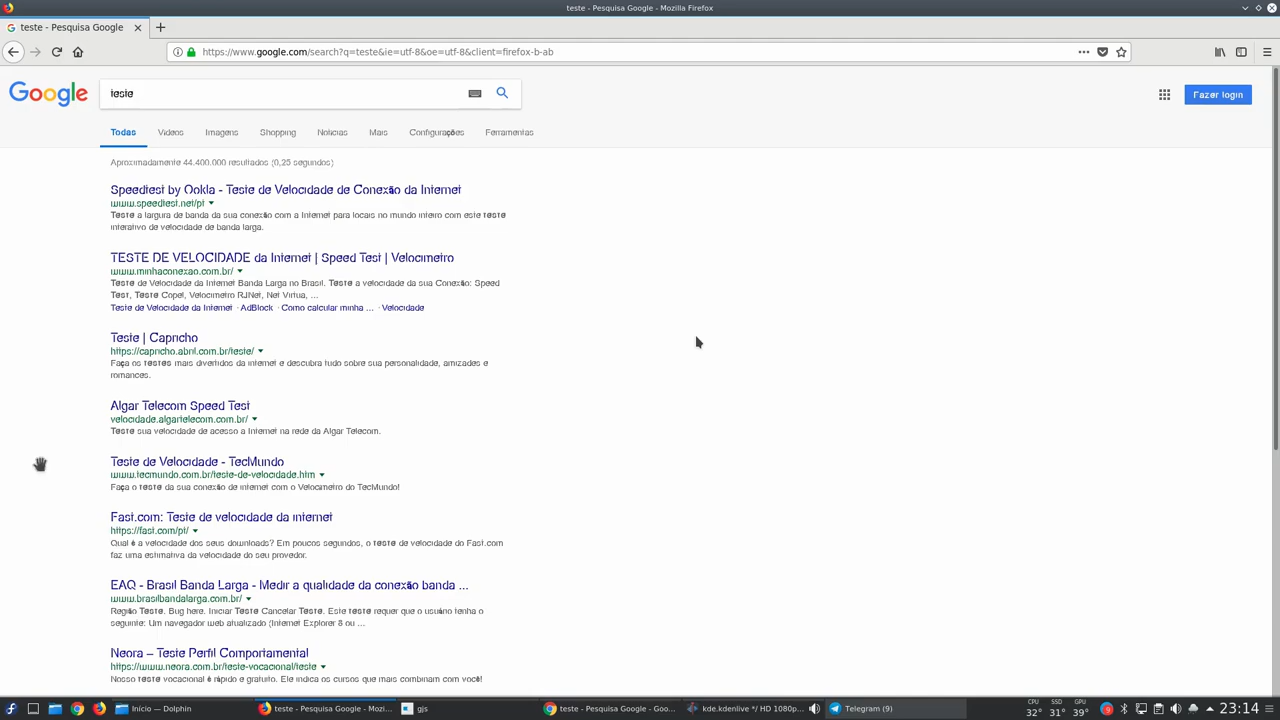 teste - Pesquisa Google - Mozilla Firefox
teste - Pesquisa Google
https://www.google.com/search?q=teste&ie=utf-8&oe=utf-8&client=firefox-b-ab
Google
teste
Fazer login
Todas Vídeos Imagens Shopping Notícias Mais Configurações Ferramentas
Aproximadamente 44.400.000 resultados (0,25 segundos)
Speedtest by Ookla - Teste de Velocidade de Conexão da Internet
www.speedtest.net/pt
Teste a largura de banda da sua conexão com a Internet para locais no mundo inteiro com este teste
interativo de velocidade de banda larga.
TESTE DE VELOCIDADE da Internet | Speed Test | Velocimetro
www.minhaconexao.com.br/
Teste de Velocidade da Internet Banda Larga no Brasil. Teste a velocidade da sua Conexão: Speed
Test, Teste Copel, Velocimetro RJNet, Net Virtua, ...
Teste de Velocidade da Internet · AdBlock · Como calcular minha ... · Velocidade
Teste | Capricho
https://capricho.abril.com.br/teste/
Faça os testes mais divertidos da internet e descubra tudo sobre sua personalidade, amizades e
romances.
Algar Telecom Speed Test
velocidade.algartelecom.com.br/
Teste sua velocidade de acesso a Internet na rede da Algar Telecom.
Teste de Velocidade - TecMundo
www.tecmundo.com.br/teste-de-velocidade.htm
Faça o teste da sua conexão de internet com o Velocímetro do TecMundo!
Fast.com: Teste de velocidade da internet
https://fast.com/pt/
Qual é a velocidade dos seus downloads? Em poucos segundos, o teste de velocidade do Fast.com
faz uma estimativa da velocidade do seu provedor.
EAQ - Brasil Banda Larga - Medir a qualidade da conexão banda ...
www.brasilbandalarga.com.br/
Região Teste. Bug here. Iniciar Teste Cancelar Teste. Este teste requer que o usuário tenha o
seguinte: Um navegador web atualizado (Internet Explorer 8 ou ...
Neora – Teste Perfil Comportamental
https://www.neora.com.br/teste-vocacional/teste
Nosso teste vocacional é rápido e gratuito. Ele indica os cursos que mais combinam com você!
Início — Dolphin
teste - Pesquisa Google - Mozilla Firefox
gjs
teste - Pesquisa Google - Goo...
kde.kdenlive */ HD 1080p...
Telegram (9)
CPU SSD GPU
32° 31° 39°
9
23:14